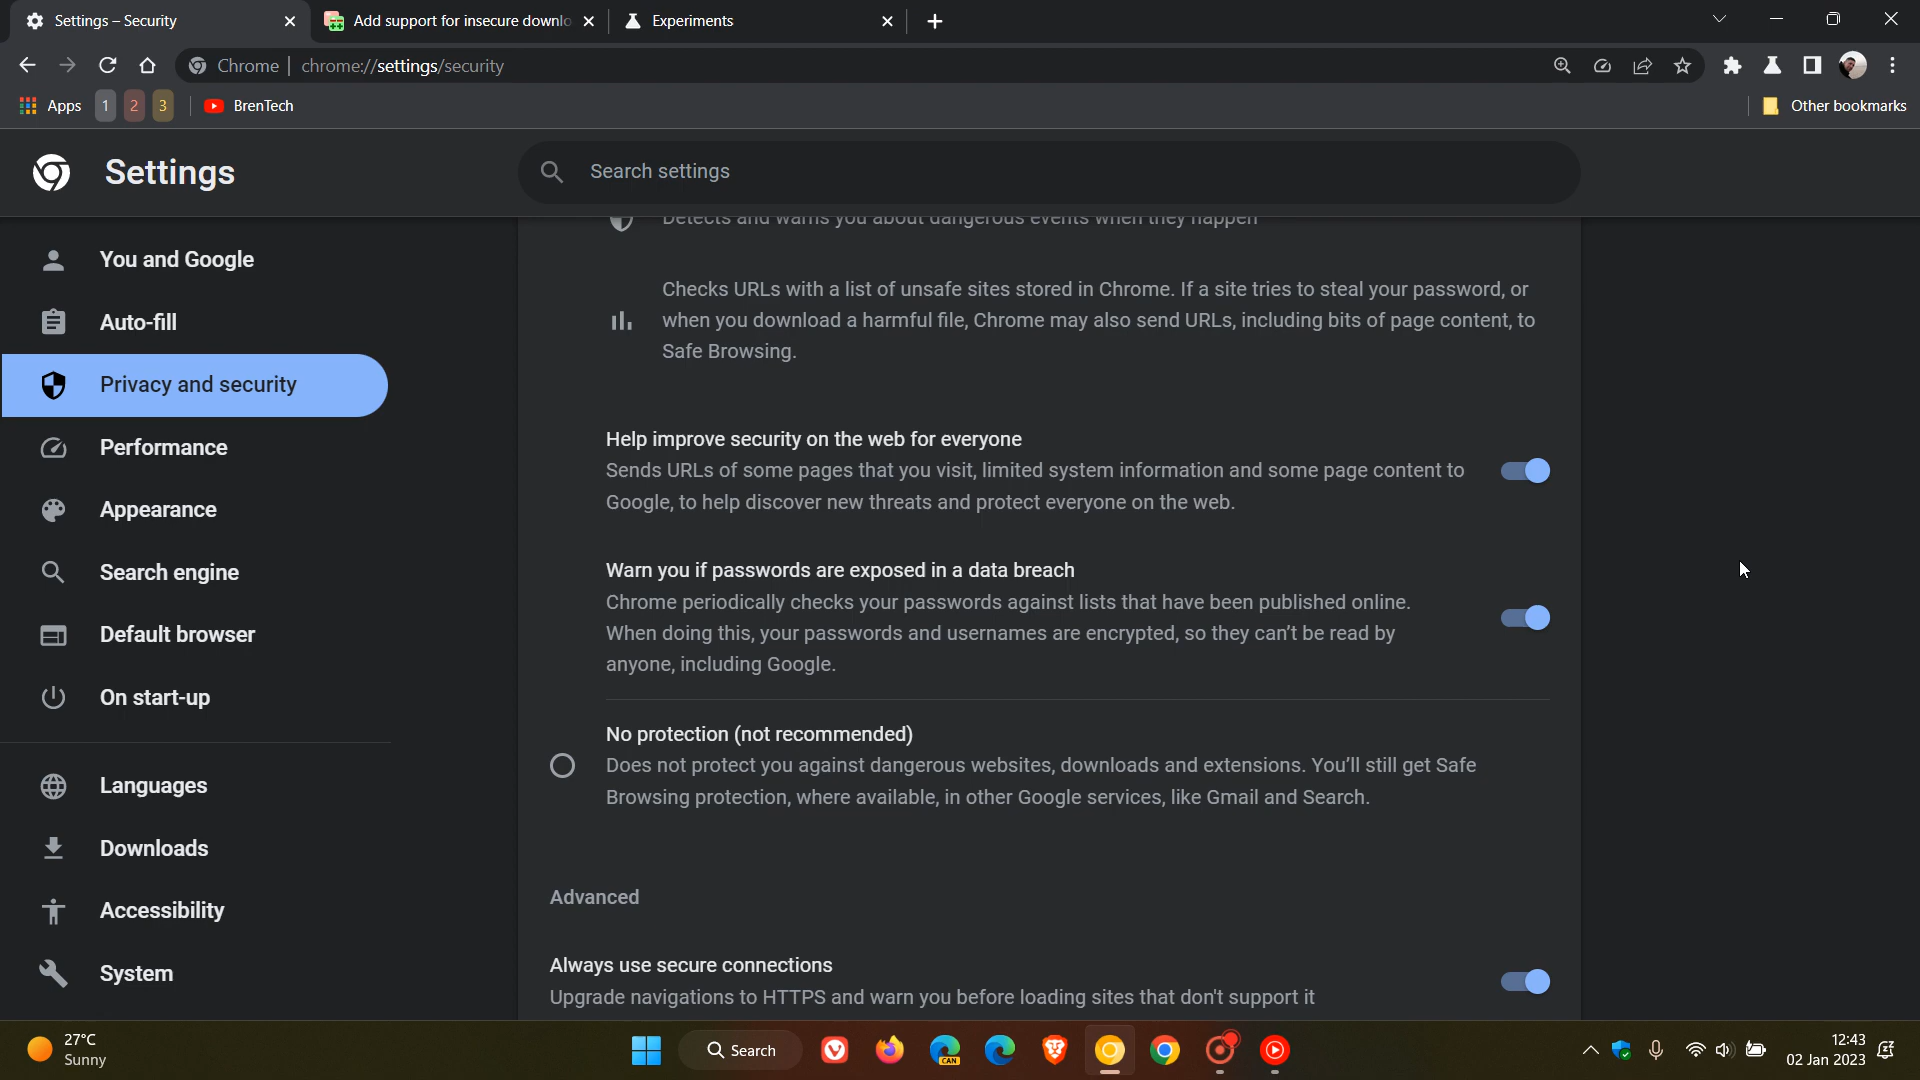 Settings – Security
Add support for insecure downlo
Experiments
Chrome
chrome://settings/security
Apps
1
2
3
BrenTech
Other bookmarks
Settings
Search settings
You and Google
Auto-fill
Privacy and security
Performance
Appearance
Search engine
Default browser
On start-up
Languages
Downloads
Accessibility
System
Detects and warns you about dangerous events when they happen
Checks URLs with a list of unsafe sites stored in Chrome. If a site tries to steal your password, or
when you download a harmful file, Chrome may also send URLs, including bits of page content, to
Safe Browsing.
Help improve security on the web for everyone
Sends URLs of some pages that you visit, limited system information and some page content to
Google, to help discover new threats and protect everyone on the web.
Warn you if passwords are exposed in a data breach
Chrome periodically checks your passwords against lists that have been published online.
When doing this, your passwords and usernames are encrypted, so they can't be read by
anyone, including Google.
No protection (not recommended)
Does not protect you against dangerous websites, downloads and extensions. You'll still get Safe
Browsing protection, where available, in other Google services, like Gmail and Search.
Advanced
Always use secure connections
Upgrade navigations to HTTPS and warn you before loading sites that don't support it
27°C
Sunny
Search
CAN
12:43
02 Jan 2023